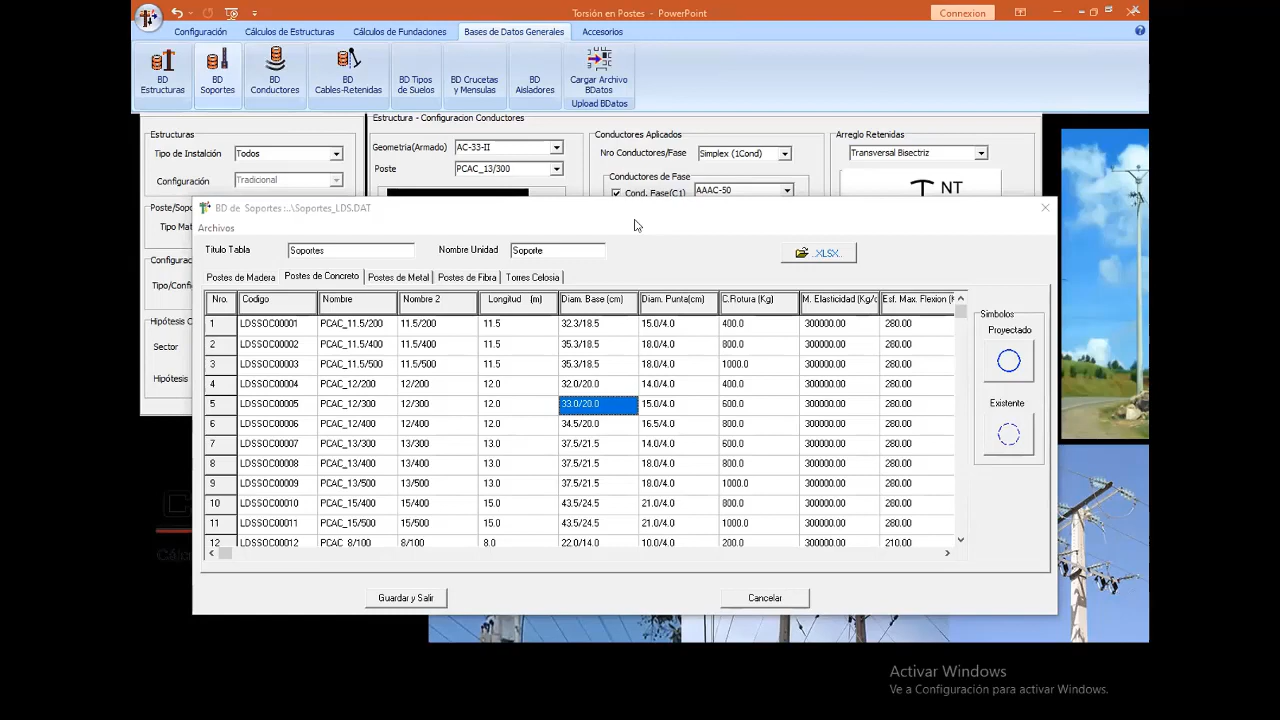 Torsión en Postes - PowerPoint
Connexion
Configuración
Cálculos de Estructuras
Cálculos de Fundaciones
Bases de Datos Generales
Accesorios
BD Estructuras
BD Soportes
BD Conductores
BD Cables-Retenidas
BD Tipos de Suelos
BD Crucetas y Mensulas
BD Aisladores
Cargar Archivo BDatos
Upload BDatos
Estructuras
Tipo de Instalción Todos
Configuración Tradicional
Estructura - Configuracion Conductores
Geometria(Armado) AC-33-II
Poste PCAC_13/300
Conductores Aplicados
Nro Conductores/Fase Simplex (1Cond)
Conductores de Fase
Cond. Fase(C1) AAAC-50
Arreglo Retenidas
Transversal Bisectriz
NT
Poste/Sopo
Tipo Mat
Configurac
Tipo/Confi
Hipótesis C
Sector
Hipótesis
BD de Soportes :..\Soportes_LDS.DAT
Archivos
Título Tabla Soportes Nombre Unidad Soporte ..XLSX..
Postes de Madera Postes de Concreto Postes de Metal Postes de Fibra Torres Celosia
Nro. Codigo Nombre Nombre 2 Longitud (m) Diam. Base (cm) Diam. Punta(cm) C.Rotura (Kg) M. Elasticidad (Kg/c Esf. Max. Flexion (K
1 LDSSOC00001 PCAC_11.5/200 11.5/200 11.5 32.3/18.5 15.0/4.0 400.0 300000.00 280.00
2 LDSSOC00002 PCAC_11.5/400 11.5/400 11.5 35.3/18.5 18.0/4.0 800.0 300000.00 280.00
3 LDSSOC00003 PCAC_11.5/500 11.5/500 11.5 35.3/18.5 18.0/4.0 1000.0 300000.00 280.00
4 LDSSOC00004 PCAC_12/200 12/200 12.0 32.0/20.0 14.0/4.0 400.0 300000.00 280.00
5 LDSSOC00005 PCAC_12/300 12/300 12.0 33.0/20.0 15.0/4.0 600.0 300000.00 280.00
6 LDSSOC00006 PCAC_12/400 12/400 12.0 34.5/20.0 16.5/4.0 800.0 300000.00 280.00
7 LDSSOC00007 PCAC_13/300 13/300 13.0 37.5/21.5 14.0/4.0 600.0 300000.00 280.00
8 LDSSOC00008 PCAC_13/400 13/400 13.0 37.5/21.5 18.0/4.0 800.0 300000.00 280.00
9 LDSSOC00009 PCAC_13/500 13/500 13.0 37.5/21.5 18.0/4.0 1000.0 300000.00 280.00
10 LDSSOC00010 PCAC_15/400 15/400 15.0 43.5/24.5 21.0/4.0 800.0 300000.00 280.00
11 LDSSOC00011 PCAC_15/500 15/500 15.0 43.5/24.5 21.0/4.0 1000.0 300000.00 280.00
12 LDSSOC00012 PCAC_8/100 8/100 8.0 22.0/14.0 10.0/4.0 200.0 300000.00 210.00
Simbolos
Proyectado
Existente
Guardar y Salir
Cancelar
Activar Windows
Ve a Configuración para activar Windows.